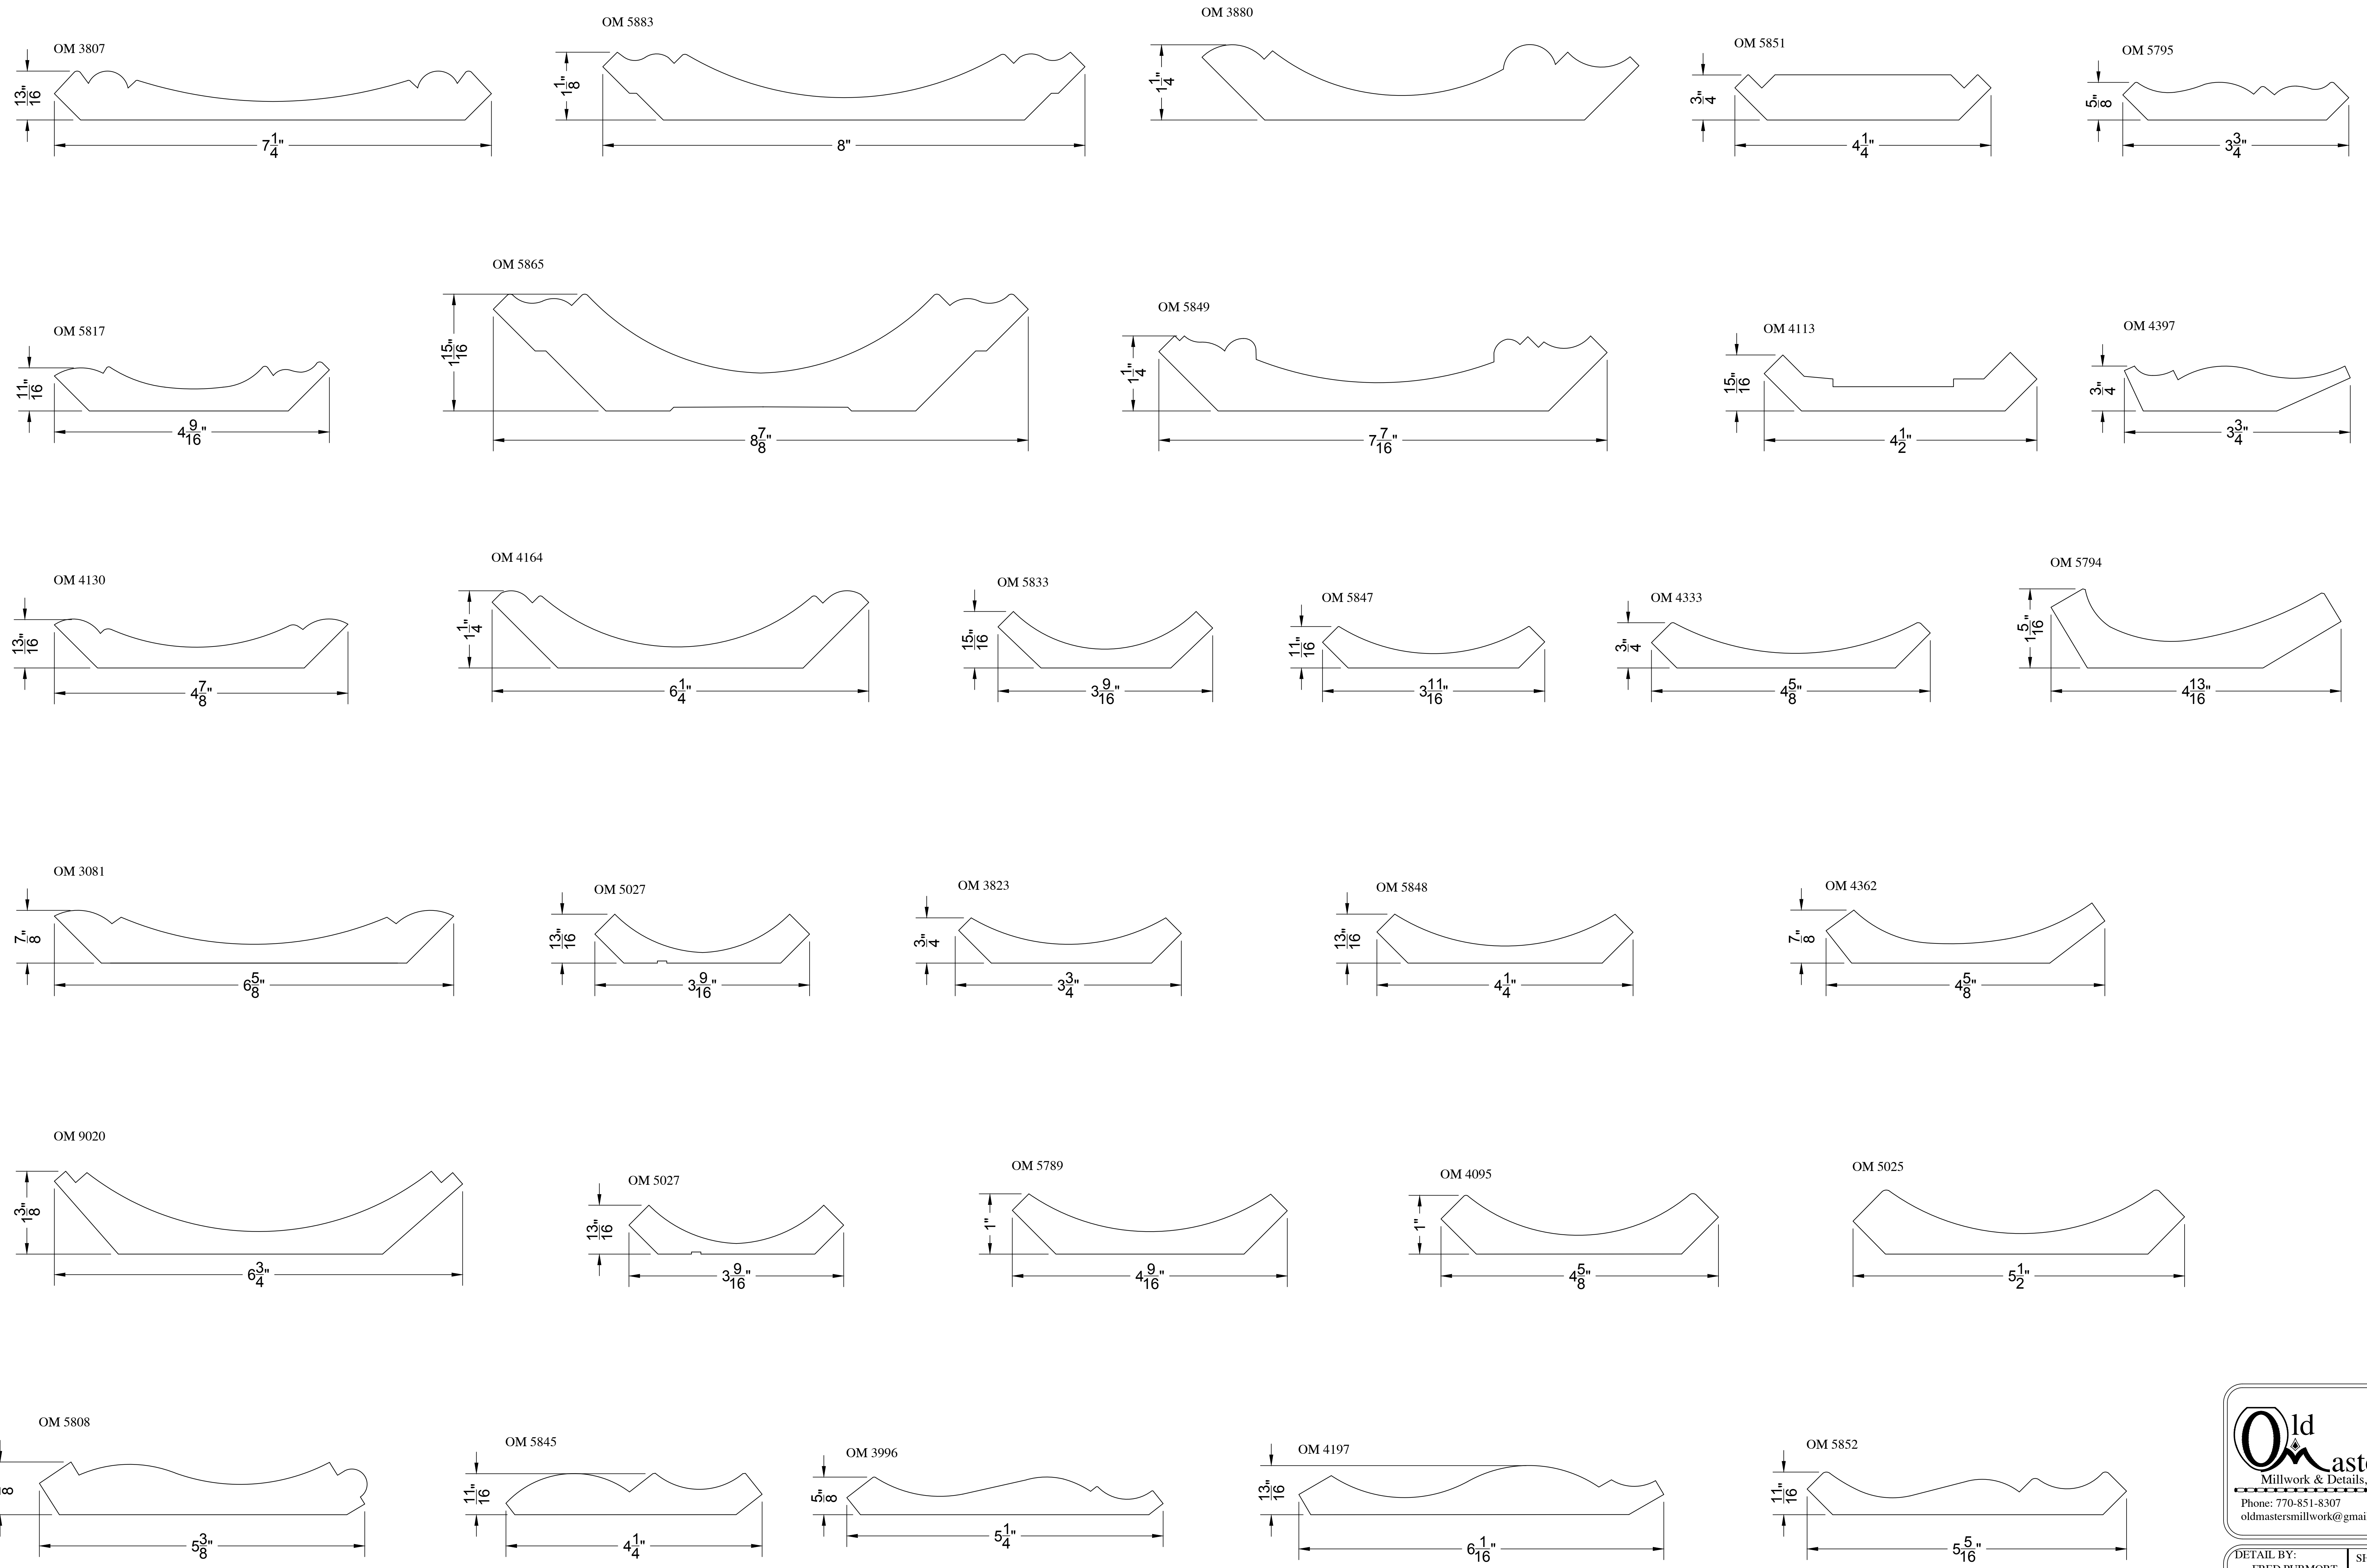 OM 3807
13/16"
7 1/4"
OM 5883
1 1/8"
8"
OM 3880
1 1/4"
OM 5851
3/4"
4 1/4"
OM 5795
5/8"
3 3/4"
OM 5817
11/16"
4 9/16"
OM 5865
1 15/16"
8 7/8"
OM 5849
1 1/4"
7 7/16"
OM 4113
15/16"
4 1/2"
OM 4397
3/4"
3 3/4"
OM 4130
13/16"
4 7/8"
OM 4164
1 1/4"
6 1/4"
OM 5833
15/16"
3 9/16"
OM 5847
11/16"
3 11/16"
OM 4333
3/4"
4 5/8"
OM 5794
1 5/16"
4 13/16"
OM 3081
7/8"
6 5/8"
OM 5027
13/16"
3 9/16"
OM 3823
3/4"
3 3/4"
OM 5848
13/16"
4 1/4"
OM 4362
7/8"
4 5/8"
OM 9020
1 3/8"
6 3/4"
OM 5027
13/16"
3 9/16"
OM 5789
1"
4 9/16"
OM 4095
1"
4 5/8"
OM 5025
5 1/2"
OM 5808
8
5 3/8"
OM 5845
11/16"
4 1/4"
OM 3996
5/8"
5 1/4"
OM 4197
13/16"
6 1/16"
OM 5852
11/16"
5 5/16"
Old
Millwork & Details,
Phone: 770-851-8307
oldmastersmillwork@gmai
DETAIL BY: